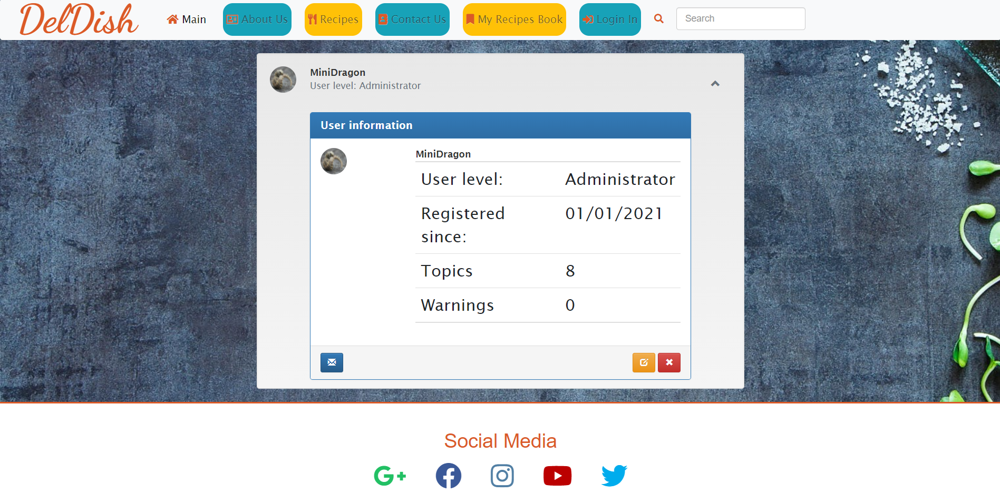 DelDish
Main
About Us
Recipes
Contact Us
My Recipes Book
Login In
Search
MiniDragon
User level: Administrator
User information
MiniDragon
User level: Administrator
Registered since: 01/01/2021
Topics 8
Warnings 0
Social Media
G+